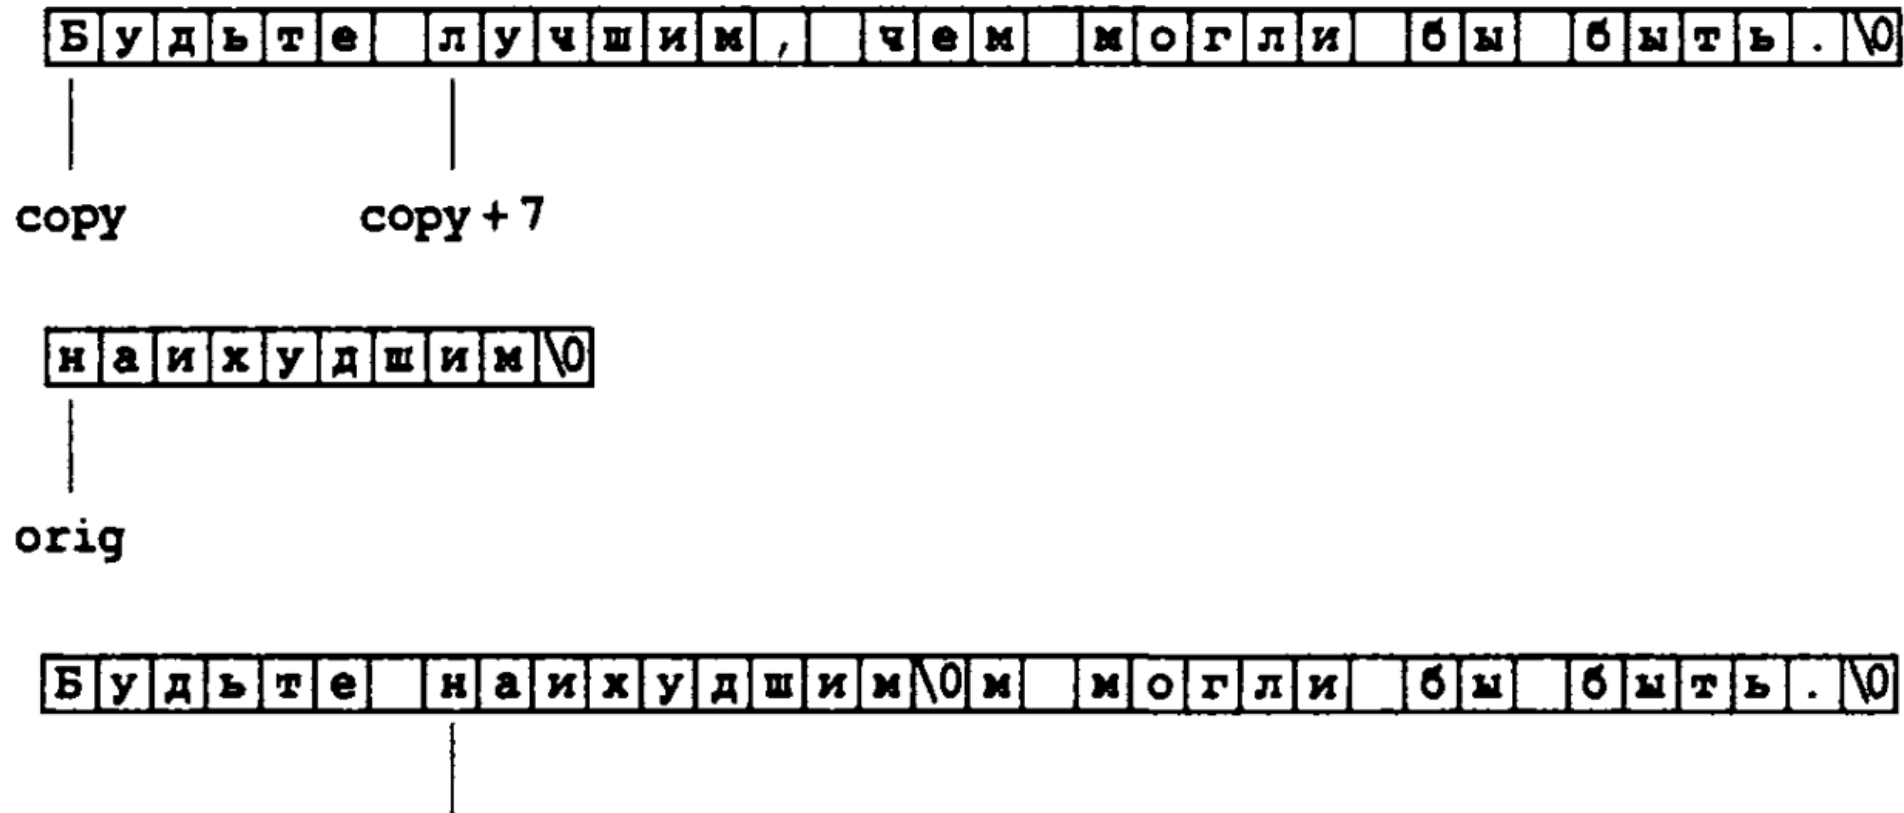 Будьте лучшим, чем могли бы быть.\0
copy copy + 7
наихудшим\0
orig
Будьте наихудшим\0м могли бы быть.\0